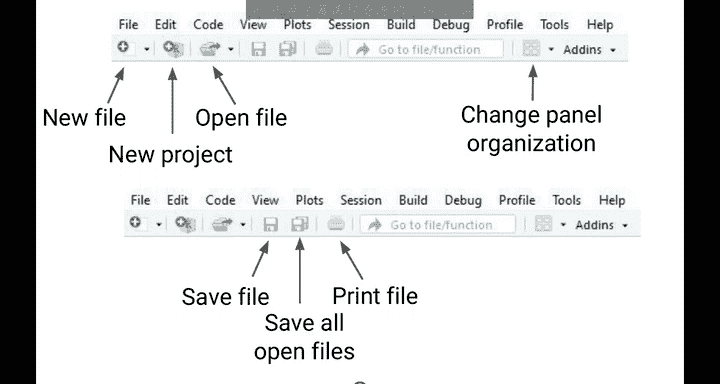 File Edit Code View Plots Session Build Debug Profile Tools Help
Go to file/function Addins
New file Open file Change panel
organization
New project
File Edit Code View Plots Session Build Debug Profile Tools Help
Go to file/function Addins
Save file Print file
Save all
open files